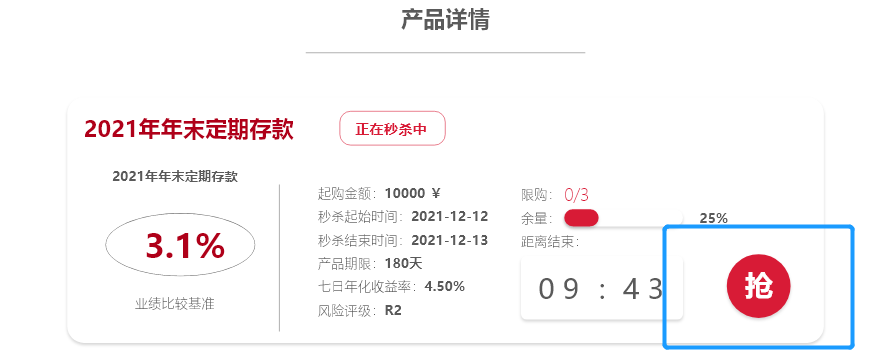 产品详情
2021年年末定期存款
正在秒杀中
2021年年末定期存款
3.1%
业绩比较基准
起购金额：10000 ￥
秒杀起始时间：2021-12-12
秒杀结束时间：2021-12-13
产品期限：180天
七日年化收益率：4.50%
风险评级：R2
限购：0/3
余量：25%
距离结束：
09 : 43
抢